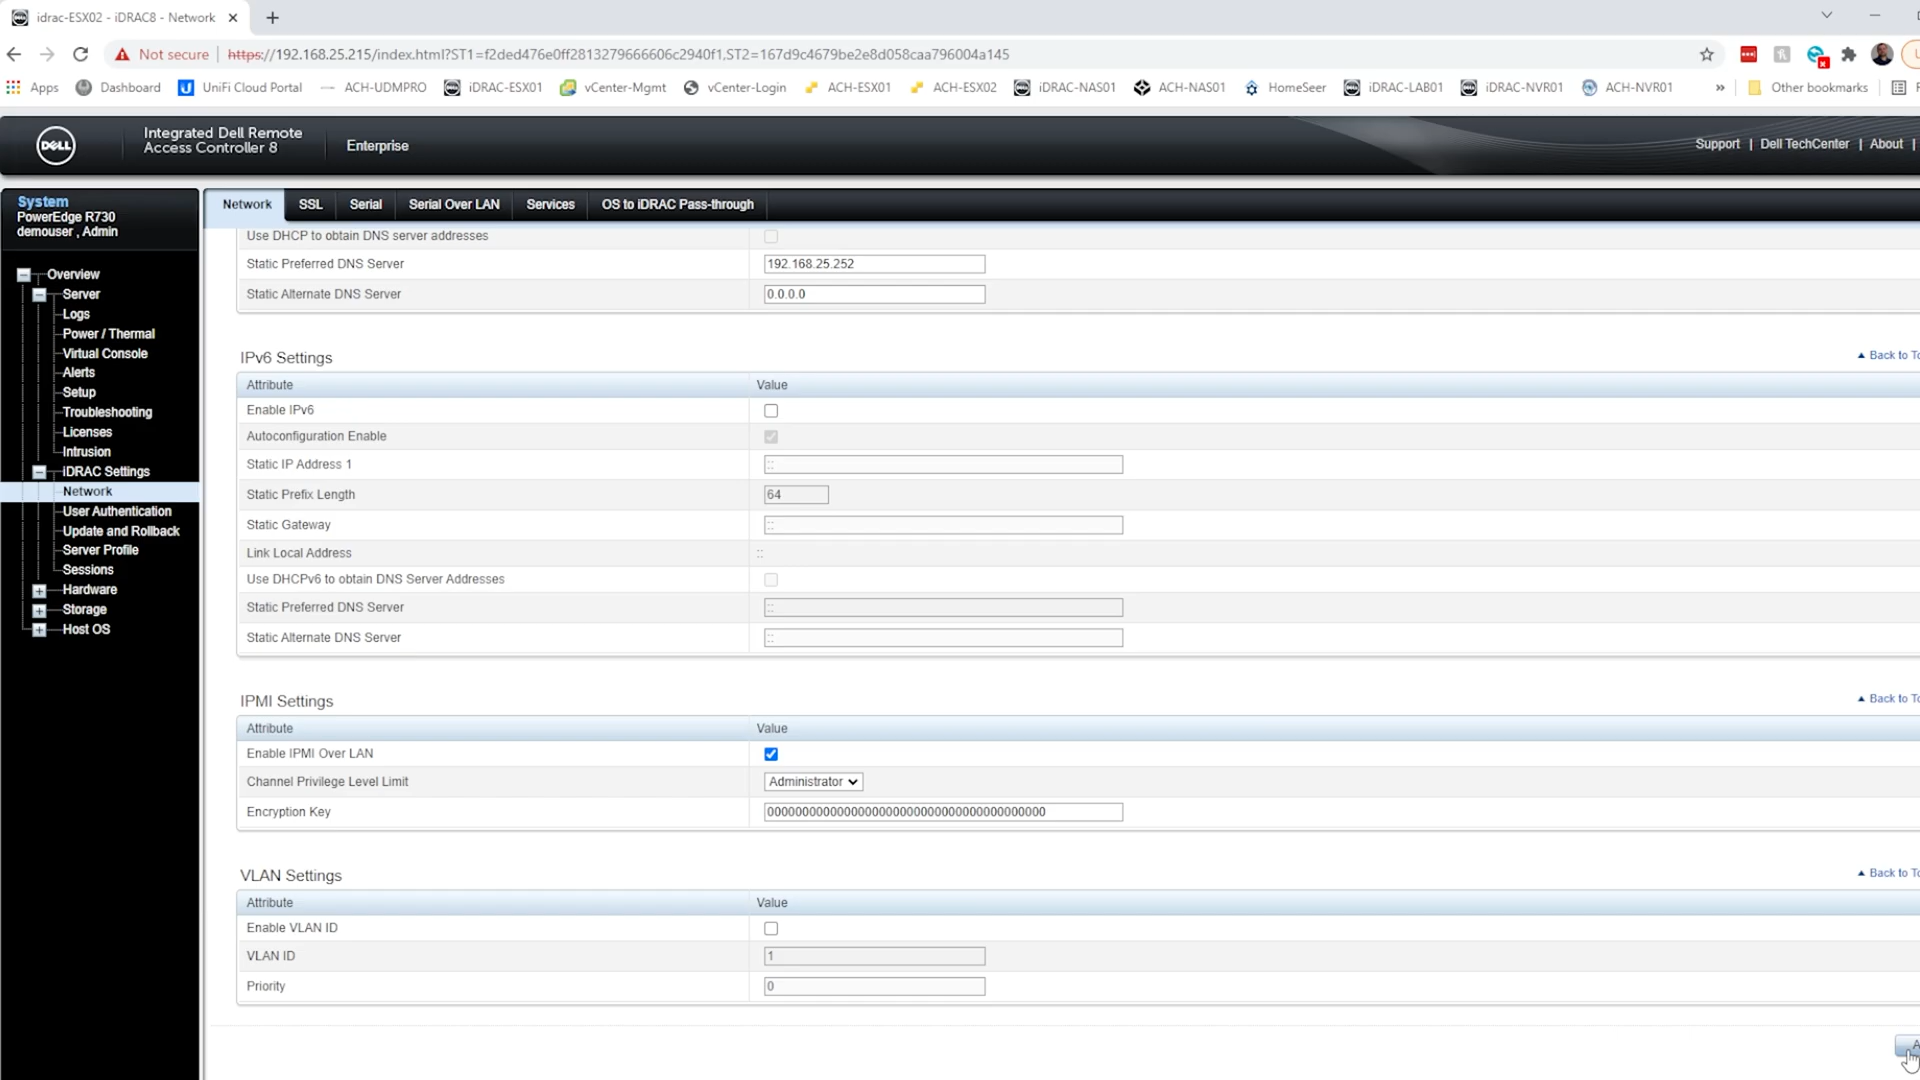 idrac-ESX02 - iDRAC8 - Network
Not secure | https://192.168.25.215/index.html?ST1=f2ded476e0ff2813279666606c2940f1,ST2=167d9c4679be2e8d058caa796004a145
Apps Dashboard UniFi Cloud Portal ACH-UDMPRO iDRAC-ESX01 vCenter-Mgmt vCenter-Login ACH-ESX01 ACH-ESX02 iDRAC-NAS01 ACH-NAS01 HomeSeer iDRAC-LAB01 iDRAC-NVR01 ACH-NVR01 » Other bookmarks
DELL
Integrated Dell Remote
Access Controller 8
Enterprise
Support | Dell TechCenter | About |
System
PowerEdge R730
demouser , Admin
Overview
Server
Logs
Power / Thermal
Virtual Console
Alerts
Setup
Troubleshooting
Licenses
Intrusion
iDRAC Settings
Network
User Authentication
Update and Rollback
Server Profile
Sessions
Hardware
Storage
Host OS
Network SSL Serial Serial Over LAN Services OS to iDRAC Pass-through
Use DHCP to obtain DNS server addresses
Static Preferred DNS Server 192.168.25.252
Static Alternate DNS Server 0.0.0.0
IPv6 Settings Back to
Attribute Value
Enable IPv6
Autoconfiguration Enable
Static IP Address 1 ::
Static Prefix Length 64
Static Gateway ::
Link Local Address ::
Use DHCPv6 to obtain DNS Server Addresses
Static Preferred DNS Server ::
Static Alternate DNS Server ::
IPMI Settings Back to
Attribute Value
Enable IPMI Over LAN
Channel Privilege Level Limit Administrator
Encryption Key 0000000000000000000000000000000000000000
VLAN Settings Back to
Attribute Value
Enable VLAN ID
VLAN ID 1
Priority 0